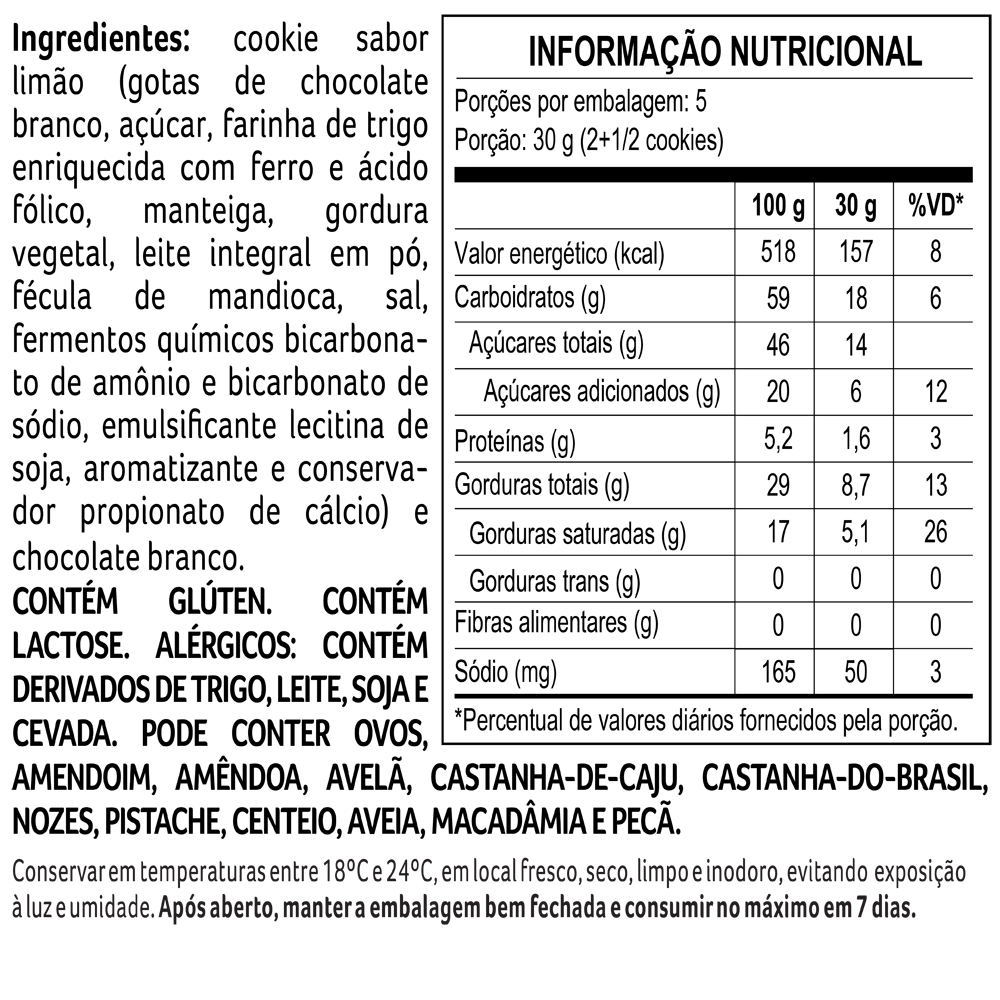 Ingredientes: cookie sabor
limão (gotas de chocolate
branco, açúcar, farinha de trigo
enriquecida com ferro e ácido
fólico, manteiga, gordura
vegetal, leite integral em pó,
fécula de mandioca, sal,
fermentos químicos bicarbona-
to de amônio e bicarbonato de
sódio, emulsificante lecitina de
soja, aromatizante e conserva-
dor propionato de cálcio) e
chocolate branco.
CONTÉM GLÚTEN. CONTÉM
LACTOSE. ALÉRGICOS: CONTÉM
DERIVADOS DE TRIGO, LEITE, SOJA E
CEVADA. PODE CONTER OVOS,
AMENDOIM, AMÊNDOA, AVELÃ, CASTANHA-DE-CAJU, CASTANHA-DO-BRASIL,
NOZES, PISTACHE, CENTEIO, AVEIA, MACADÂMIA E PECÃ.
INFORMAÇÃO NUTRICIONAL
Porções por embalagem: 5
Porção: 30 g (2+1/2 cookies)
100 g 30 g %VD*
Valor energético (kcal) 518 157 8
Carboidratos (g) 59 18 6
Açúcares totais (g) 46 14
Açúcares adicionados (g) 20 6 12
Proteínas (g) 5,2 1,6 3
Gorduras totais (g) 29 8,7 13
Gorduras saturadas (g) 17 5,1 26
Gorduras trans (g) 0 0 0
Fibras alimentares (g) 0 0 0
Sódio (mg) 165 50 3
*Percentual de valores diários fornecidos pela porção.
Conservar em temperaturas entre 18ºC e 24ºC, em local fresco, seco, limpo e inodoro, evitando exposição
à luz e umidade. Após aberto, manter a embalagem bem fechada e consumir no máximo em 7 dias.